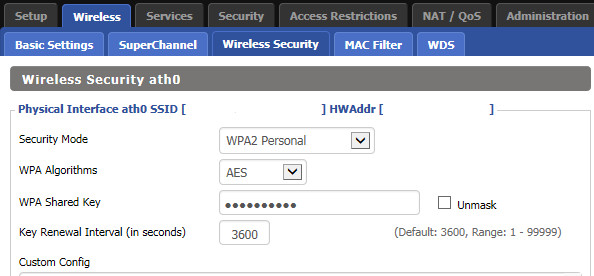 Setup Wireless Services Security Access Restrictions NAT / QoS Administration
Basic Settings SuperChannel Wireless Security MAC Filter WDS
Wireless Security ath0
Physical Interface ath0 SSID [ ] HWAddr [ ]
Security Mode WPA2 Personal
WPA Algorithms AES
WPA Shared Key ●●●●●●●●●● Unmask
Key Renewal Interval (in seconds) 3600 (Default: 3600, Range: 1 - 99999)
Custom Config